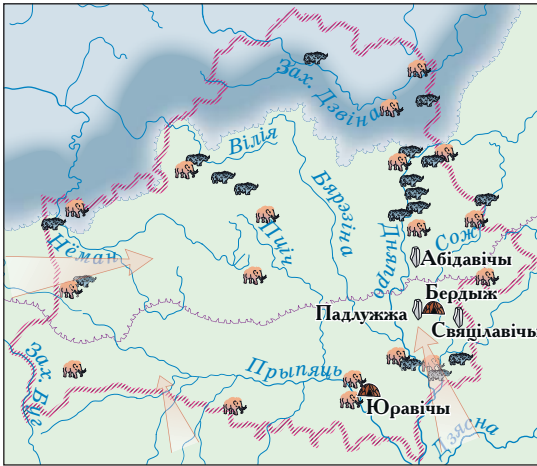 Зах. Дзвіна
Вілія
Бярэзіна
Пціч
Дняпро
Сож
Нёман
Абідавічы
Бердыж
Падлужжа
Свяцілавічы
Зах. Буг
Прыпяць
Юравічы
Дзясна